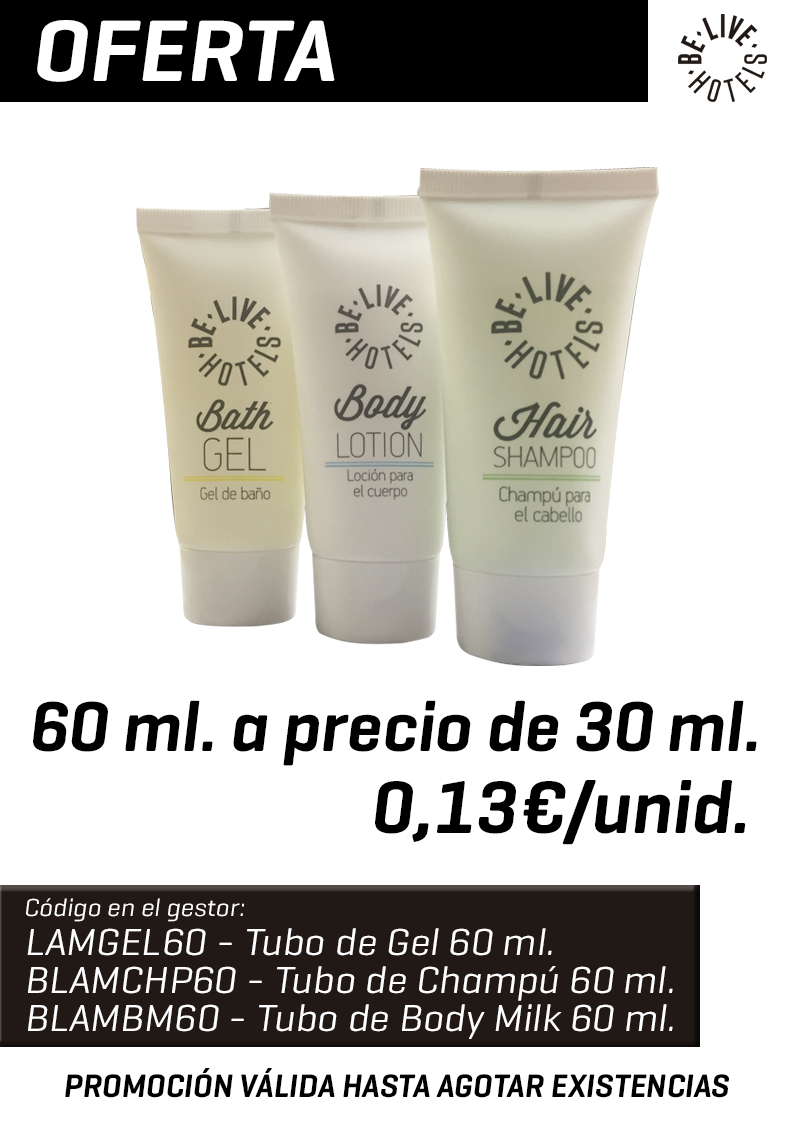 OFERTA
BE·LIVE·HOTELS·
BE·LIVE·HOTELS·
Bath
GEL
Gel de baño
BE·LIVE·HOTELS·
Body
LOTION
Loción para
el cuerpo
BE·LIVE·HOTELS·
Hair
SHAMPOO
Champú para
el cabello
60 ml. a precio de 30 ml.
0,13€/unid.
Código en el gestor:
LAMGEL60 - Tubo de Gel 60 ml.
BLAMCHP60 - Tubo de Champú 60 ml.
BLAMBM60 - Tubo de Body Milk 60 ml.
PROMOCIÓN VÁLIDA HASTA AGOTAR EXISTENCIAS